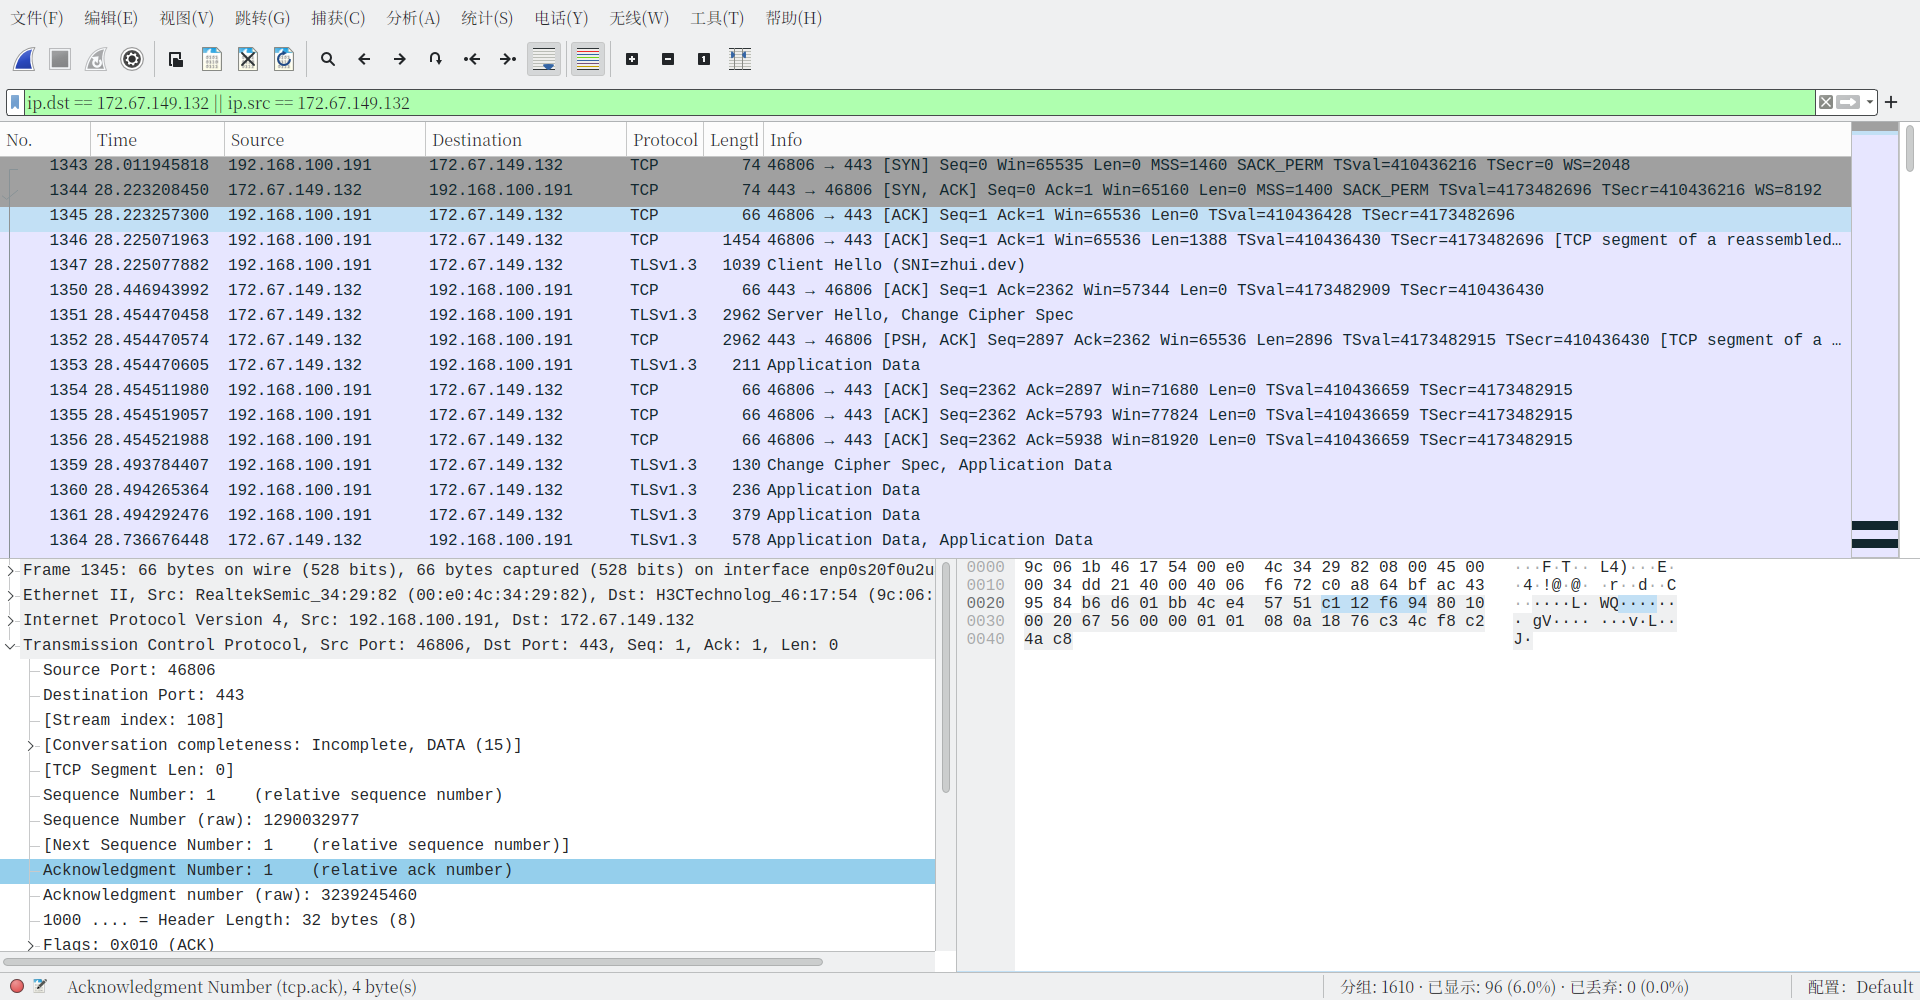 文件(F) 编辑(E) 视图(V) 跳转(G) 捕获(C) 分析(A) 统计(S) 电话(Y) 无线(W) 工具(T) 帮助(H)
ip.dst == 172.67.149.132 || ip.src == 172.67.149.132
No. Time Source Destination Protocol Length Info
1343 28.011945818 192.168.100.191 172.67.149.132 TCP 74 46806 → 443 [SYN] Seq=0 Win=65535 Len=0 MSS=1460 SACK_PERM TSval=410436216 TSecr=0 WS=2048
1344 28.223208450 172.67.149.132 192.168.100.191 TCP 74 443 → 46806 [SYN, ACK] Seq=0 Ack=1 Win=65160 Len=0 MSS=1400 SACK_PERM TSval=4173482696 TSecr=410436216 WS=8192
1345 28.223257300 192.168.100.191 172.67.149.132 TCP 66 46806 → 443 [ACK] Seq=1 Ack=1 Win=65536 Len=0 TSval=410436428 TSecr=4173482696
1346 28.225071963 192.168.100.191 172.67.149.132 TCP 1454 46806 → 443 [ACK] Seq=1 Ack=1 Win=65536 Len=1388 TSval=410436430 TSecr=4173482696 [TCP segment of a reassembled…
1347 28.225077882 192.168.100.191 172.67.149.132 TLSv1.3 1039 Client Hello (SNI=zhui.dev)
1350 28.446943992 172.67.149.132 192.168.100.191 TCP 66 443 → 46806 [ACK] Seq=1 Ack=2362 Win=57344 Len=0 TSval=4173482909 TSecr=410436430
1351 28.454470458 172.67.149.132 192.168.100.191 TLSv1.3 2962 Server Hello, Change Cipher Spec
1352 28.454470574 172.67.149.132 192.168.100.191 TCP 2962 443 → 46806 [PSH, ACK] Seq=2897 Ack=2362 Win=65536 Len=2896 TSval=4173482915 TSecr=410436430 [TCP segment of a …
1353 28.454470605 172.67.149.132 192.168.100.191 TLSv1.3 211 Application Data
1354 28.454511980 192.168.100.191 172.67.149.132 TCP 66 46806 → 443 [ACK] Seq=2362 Ack=2897 Win=71680 Len=0 TSval=410436659 TSecr=4173482915
1355 28.454519057 192.168.100.191 172.67.149.132 TCP 66 46806 → 443 [ACK] Seq=2362 Ack=5793 Win=77824 Len=0 TSval=410436659 TSecr=4173482915
1356 28.454521988 192.168.100.191 172.67.149.132 TCP 66 46806 → 443 [ACK] Seq=2362 Ack=5938 Win=81920 Len=0 TSval=410436659 TSecr=4173482915
1359 28.493784407 192.168.100.191 172.67.149.132 TLSv1.3 130 Change Cipher Spec, Application Data
1360 28.494265364 192.168.100.191 172.67.149.132 TLSv1.3 236 Application Data
1361 28.494292476 192.168.100.191 172.67.149.132 TLSv1.3 379 Application Data
1364 28.736676448 172.67.149.132 192.168.100.191 TLSv1.3 578 Application Data, Application Data
Frame 1345: 66 bytes on wire (528 bits), 66 bytes captured (528 bits) on interface enp0s20f0u2u
Ethernet II, Src: RealtekSemic_34:29:82 (00:e0:4c:34:29:82), Dst: H3CTechnolog_46:17:54 (9c:06:
Internet Protocol Version 4, Src: 192.168.100.191, Dst: 172.67.149.132
Transmission Control Protocol, Src Port: 46806, Dst Port: 443, Seq: 1, Ack: 1, Len: 0
Source Port: 46806
Destination Port: 443
[Stream index: 108]
[Conversation completeness: Incomplete, DATA (15)]
[TCP Segment Len: 0]
Sequence Number: 1    (relative sequence number)
Sequence Number (raw): 1290032977
[Next Sequence Number: 1    (relative sequence number)]
Acknowledgment Number: 1    (relative ack number)
Acknowledgment number (raw): 3239245460
1000 .... = Header Length: 32 bytes (8)
Flags: 0x010 (ACK)
0000 9c 06 1b 46 17 54 00 e0 4c 34 29 82 08 00 45 00 ···F·T·· L4)···E·
0010 00 34 dd 21 40 00 40 06 f6 72 c0 a8 64 bf ac 43 ·4·!@·@· ·r··d··C
0020 95 84 b6 d6 01 bb 4c e4 57 51 c1 12 f6 94 80 10 ······L· WQ······
0030 00 20 67 56 00 00 01 01 08 0a 18 76 c3 4c f8 c2 · gV···· ···v·L··
0040 4a c8 J·
Acknowledgment Number (tcp.ack), 4 byte(s) 分组: 1610 · 已显示: 96 (6.0%) · 已丢弃: 0 (0.0%) 配置: Default